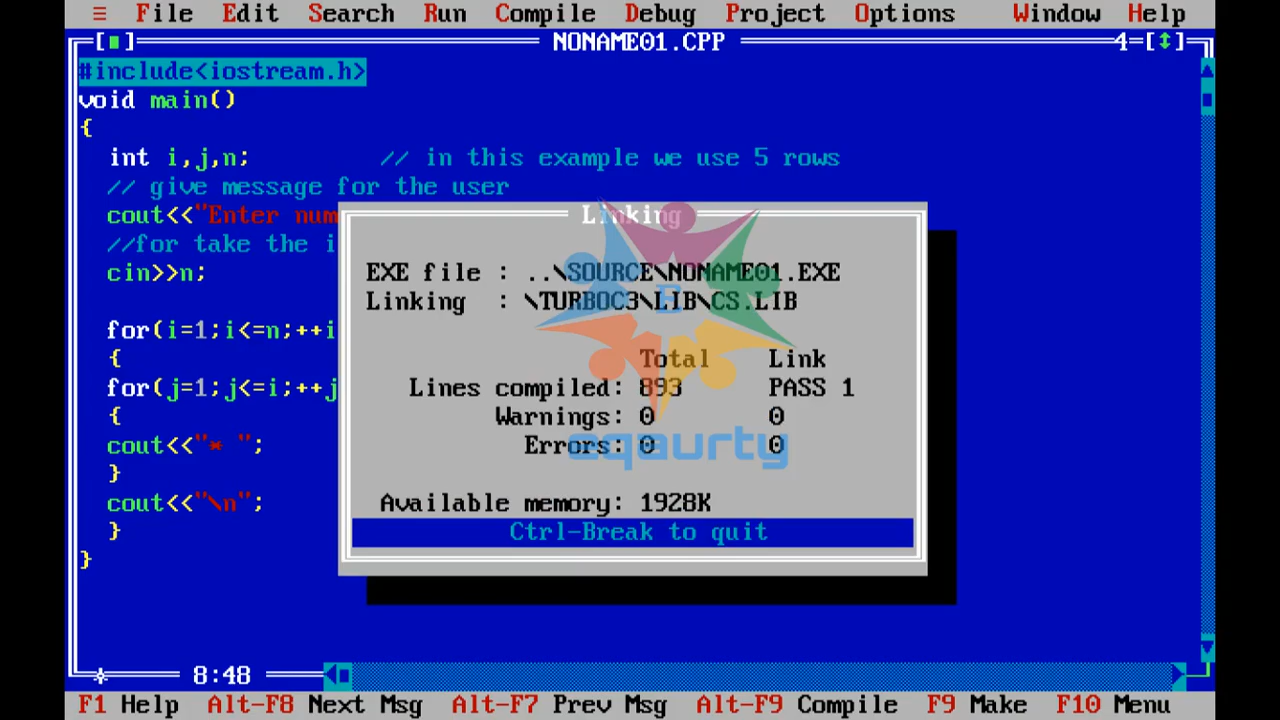 ≡ File Edit Search Run Compile Debug Project Options Window Help
NONAME01.CPP 4
#include<iostream.h>
void main()
{
int i,j,n; // in this example we use 5 rows
// give message for the user
cout<<"Enter num
//for take the i
cin>>n;
for(i=1;i<=n;++i
{
for(j=1;j<=i;++j
{
cout<<"* ";
}
cout<<"\n";
}
}
Linking
EXE file : ..\SOURCE\NONAME01.EXE
Linking : \TURBOC3\LIB\CS.LIB
Total Link
Lines compiled: 893 PASS 1
Warnings: 0 0
Errors: 0 0
Available memory: 1928K
Ctrl-Break to quit
B
eqaurty
8:48
F1 Help Alt-F8 Next Msg Alt-F7 Prev Msg Alt-F9 Compile F9 Make F10 Menu